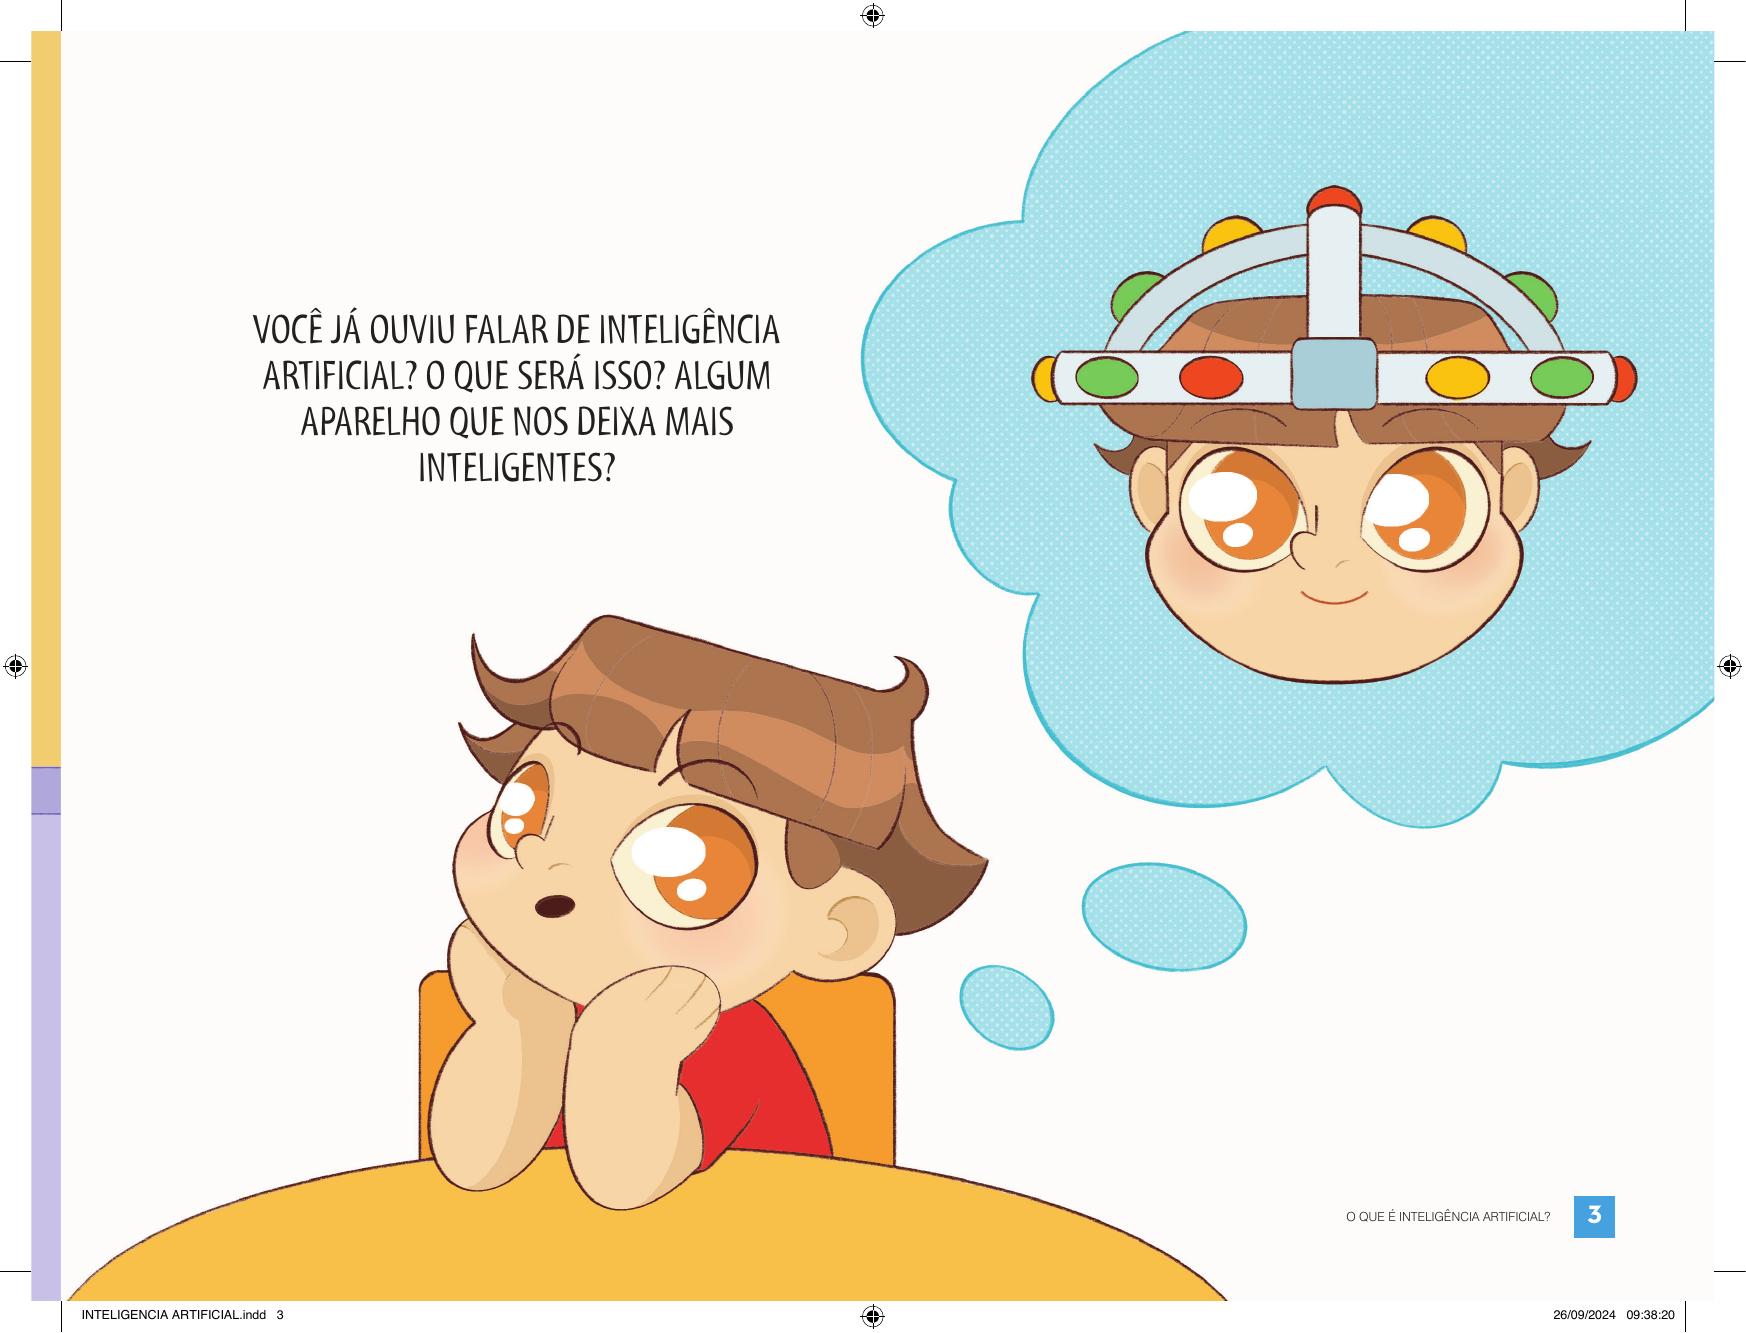 VOCÊ JÁ OUVIU FALAR DE INTELIGÊNCIA
ARTIFICIAL? O QUE SERÁ ISSO? ALGUM
APARELHO QUE NOS DEIXA MAIS
INTELIGENTES?
O QUE É INTELIGÊNCIA ARTIFICIAL? 3
INTELIGENCIA ARTIFICIAL.indd 3 26/09/2024 09:38:20